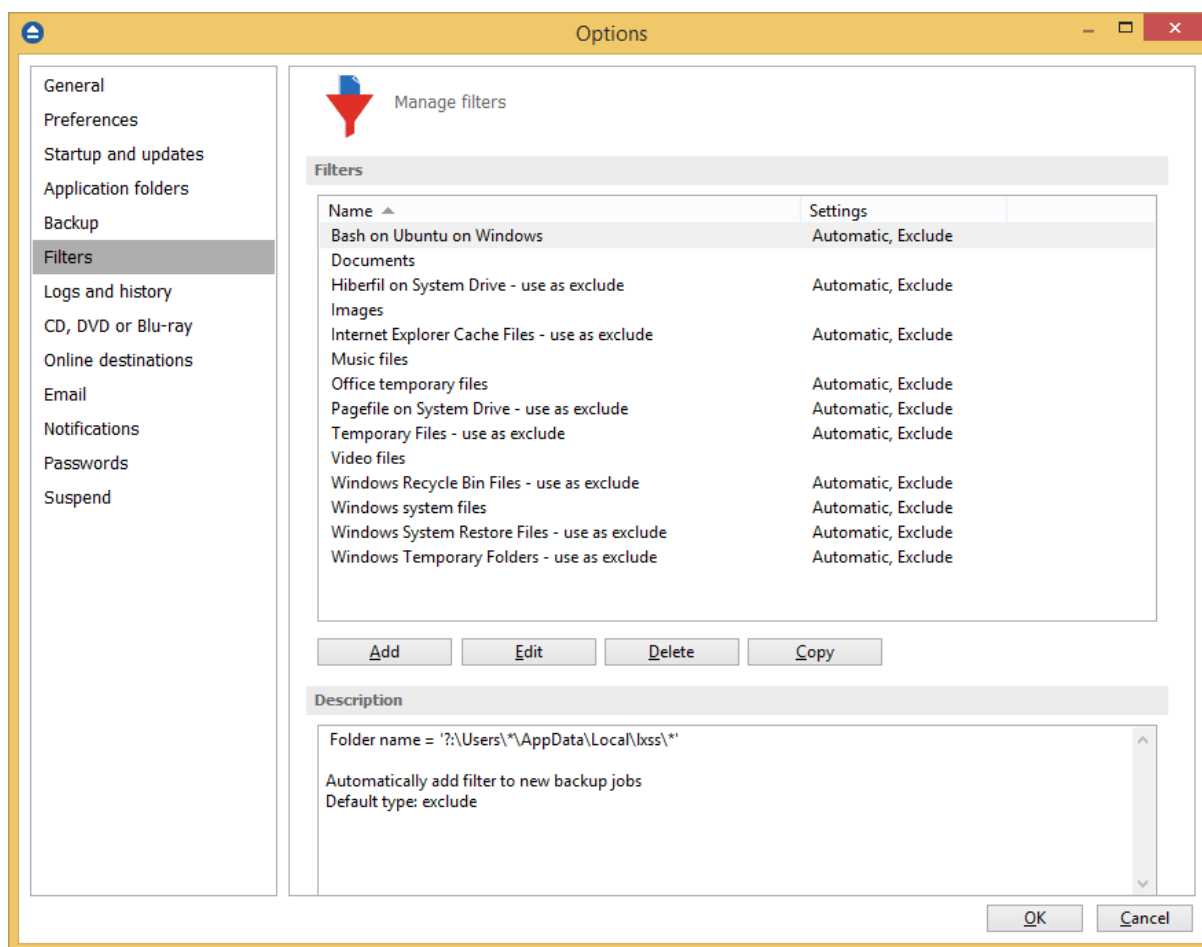 Options
General
Preferences
Startup and updates
Application folders
Backup
Filters
Logs and history
CD, DVD or Blu-ray
Online destinations
Email
Notifications
Passwords
Suspend
Manage filters
Filters
Name Settings
Bash on Ubuntu on Windows Automatic, Exclude
Documents
Hiberfil on System Drive - use as exclude Automatic, Exclude
Images
Internet Explorer Cache Files - use as exclude Automatic, Exclude
Music files
Office temporary files Automatic, Exclude
Pagefile on System Drive - use as exclude Automatic, Exclude
Temporary Files - use as exclude Automatic, Exclude
Video files
Windows Recycle Bin Files - use as exclude Automatic, Exclude
Windows system files Automatic, Exclude
Windows System Restore Files - use as exclude Automatic, Exclude
Windows Temporary Folders - use as exclude Automatic, Exclude
Add Edit Delete Copy
Description
Folder name = '?:\Users\*\AppData\Local\lxss\*'
Automatically add filter to new backup jobs
Default type: exclude
OK Cancel